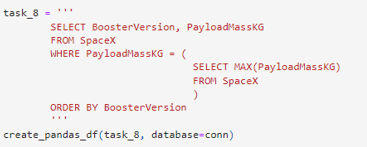 task_8 = '''
SELECT BoosterVersion, PayloadMassKG
FROM SpaceX
WHERE PayloadMassKG = (
SELECT MAX(PayloadMassKG)
FROM SpaceX
)
ORDER BY BoosterVersion
'''
create_pandas_df(task_8, database=conn)